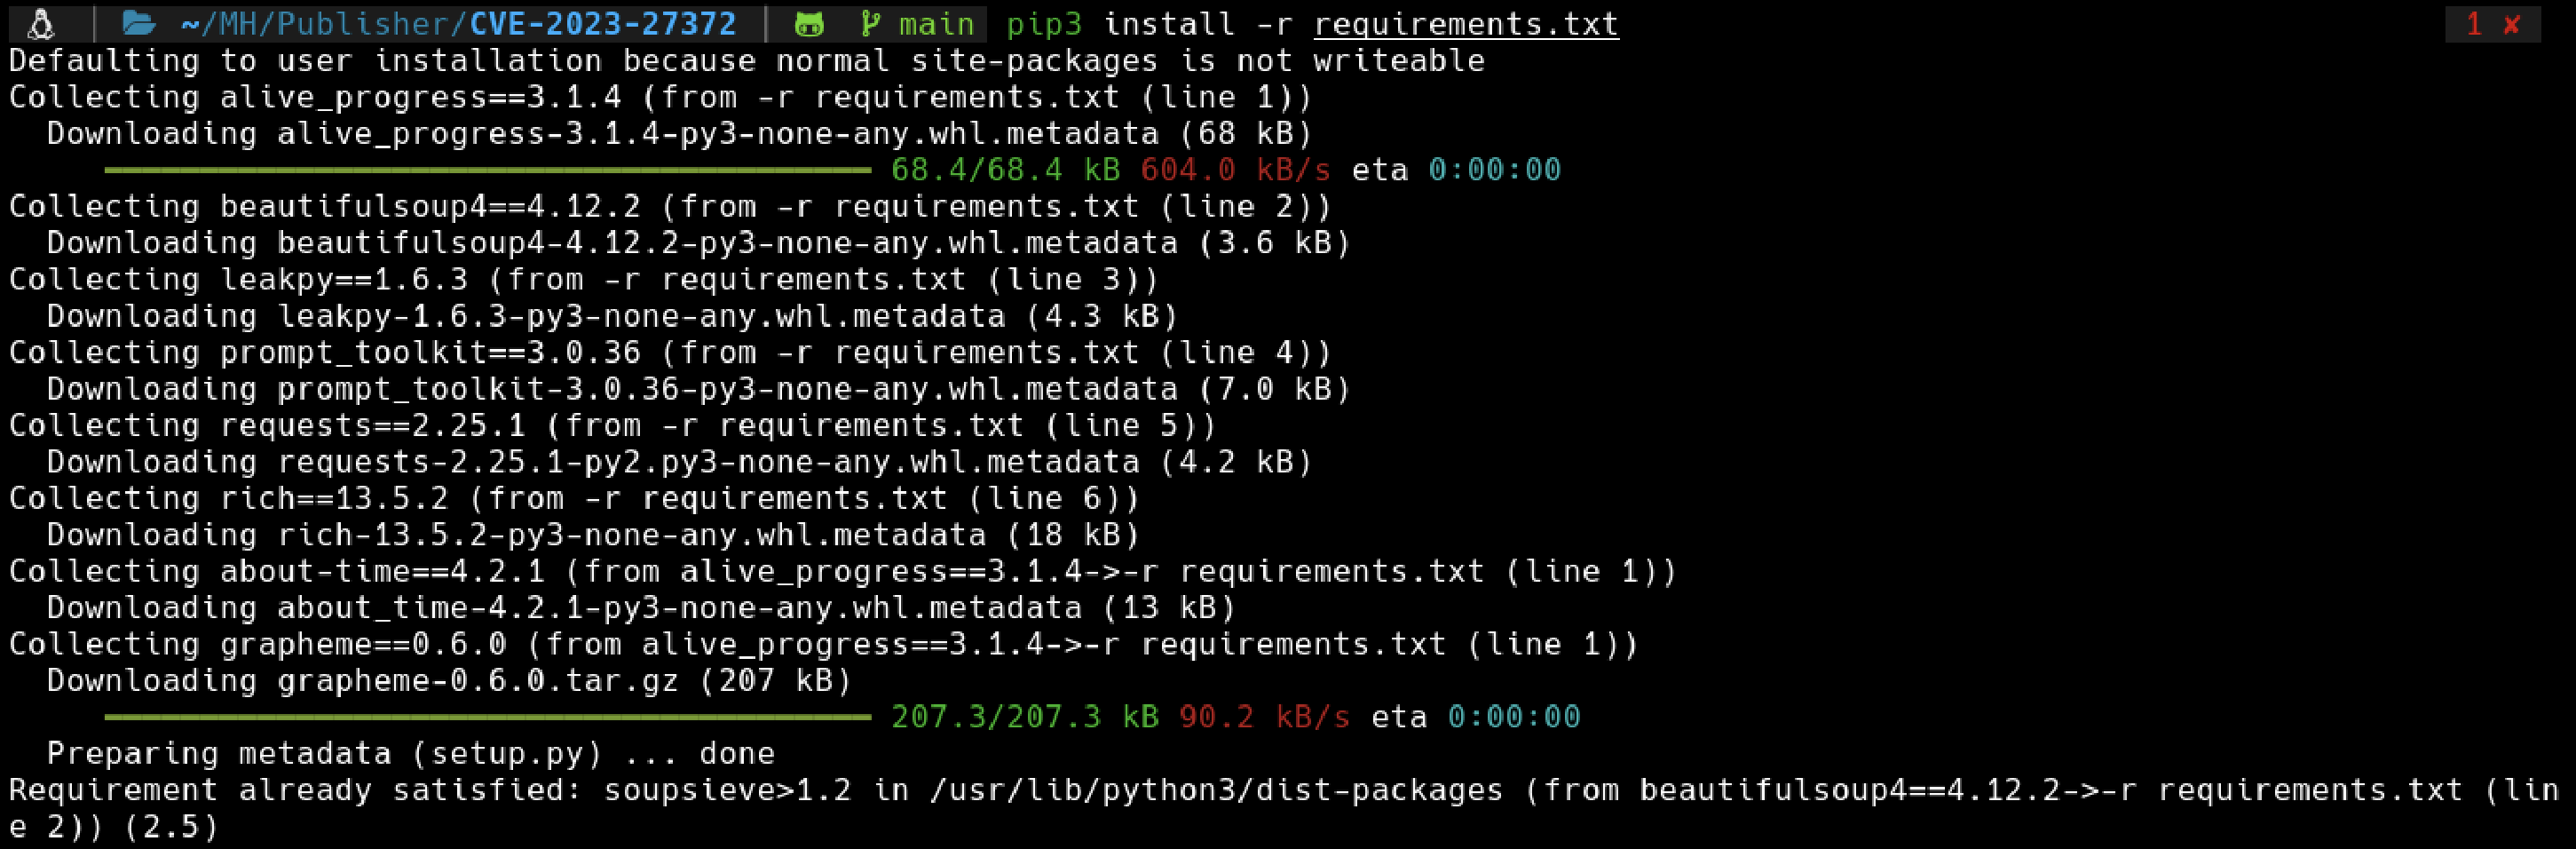 ~/MH/Publisher/CVE-2023-27372 main pip3 install -r requirements.txt 1 ✘
Defaulting to user installation because normal site-packages is not writeable
Collecting alive_progress==3.1.4 (from -r requirements.txt (line 1))
  Downloading alive_progress-3.1.4-py3-none-any.whl.metadata (68 kB)
68.4/68.4 kB 604.0 kB/s eta 0:00:00
Collecting beautifulsoup4==4.12.2 (from -r requirements.txt (line 2))
  Downloading beautifulsoup4-4.12.2-py3-none-any.whl.metadata (3.6 kB)
Collecting leakpy==1.6.3 (from -r requirements.txt (line 3))
  Downloading leakpy-1.6.3-py3-none-any.whl.metadata (4.3 kB)
Collecting prompt_toolkit==3.0.36 (from -r requirements.txt (line 4))
  Downloading prompt_toolkit-3.0.36-py3-none-any.whl.metadata (7.0 kB)
Collecting requests==2.25.1 (from -r requirements.txt (line 5))
  Downloading requests-2.25.1-py2.py3-none-any.whl.metadata (4.2 kB)
Collecting rich==13.5.2 (from -r requirements.txt (line 6))
  Downloading rich-13.5.2-py3-none-any.whl.metadata (18 kB)
Collecting about-time==4.2.1 (from alive_progress==3.1.4->-r requirements.txt (line 1))
  Downloading about_time-4.2.1-py3-none-any.whl.metadata (13 kB)
Collecting grapheme==0.6.0 (from alive_progress==3.1.4->-r requirements.txt (line 1))
  Downloading grapheme-0.6.0.tar.gz (207 kB)
207.3/207.3 kB 90.2 kB/s eta 0:00:00
  Preparing metadata (setup.py) ... done
Requirement already satisfied: soupsieve>1.2 in /usr/lib/python3/dist-packages (from beautifulsoup4==4.12.2->-r requirements.txt (lin
e 2)) (2.5)